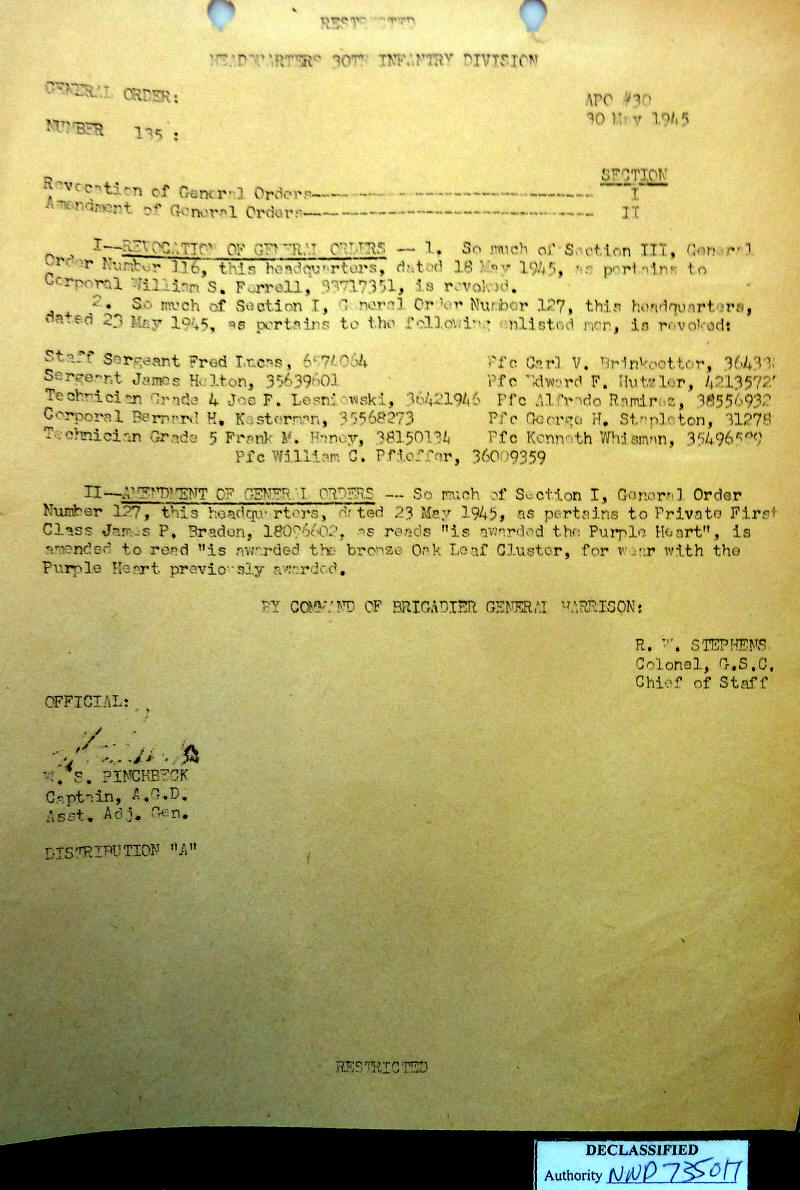 RESTRICTED
HEADQUARTERS 30TH INFANTRY DIVISION
GENERAL ORDER:
APO #30
NUMBER 135 :
30 May 1945
SECTION
Revocation of General Orders-------------------------------- I
Amendment of General Orders-------------------------------- II
I--REVOCATION OF GENERAL ORDERS -- 1. So much of Section III, General
Order Number 116, this headquarters, dated 18 May 1945, as pertains to
Corporal William S. Ferrell, 33717351, is revoked.
2. So much of Section I, General Order Number 127, this headquarters,
dated 23 May 1945, as pertains to the following enlisted men, is revoked:
Staff Sergeant Fred Lucas, Pfc Carl V. 
Sergeant James Helton, 35639601 Pfc Edward F. Hutzler,
Technician Grade 4 Joe F. Lesniewski, 36421946 Pfc Alfredo Ramirez, 38556932
Corporal Bernard H. Kesterman, 35568273 Pfc George H. Stapleton, 31278
Technician Grade 5 Frank M. Haney, 38150134 Pfc Kenneth Whisman,
Pfc William C. Pfieffer, 36009359
II--AMENDMENT OF GENERAL ORDERS -- So much of Section I, General Order
Number 127, this headquarters, dated 23 May 1945, as pertains to Private First
Class James P. Braden, 18096602, as reads "is awarded the Purple Heart", is
amended to read "is awarded the bronze Oak Leaf Cluster, for wear with the
Purple Heart previously awarded.
BY COMMAND OF BRIGADIER GENERAL HARRISON:
R. W. STEPHENS
Colonel, G.S.C.
Chief of Staff
OFFICIAL:
W. S. PINCHBECK
Captain, A.G.D.
Asst. Adj. Gen.
DISTRIBUTION "A"
RESTRICTED
DECLASSIFIED
Authority NND 735017